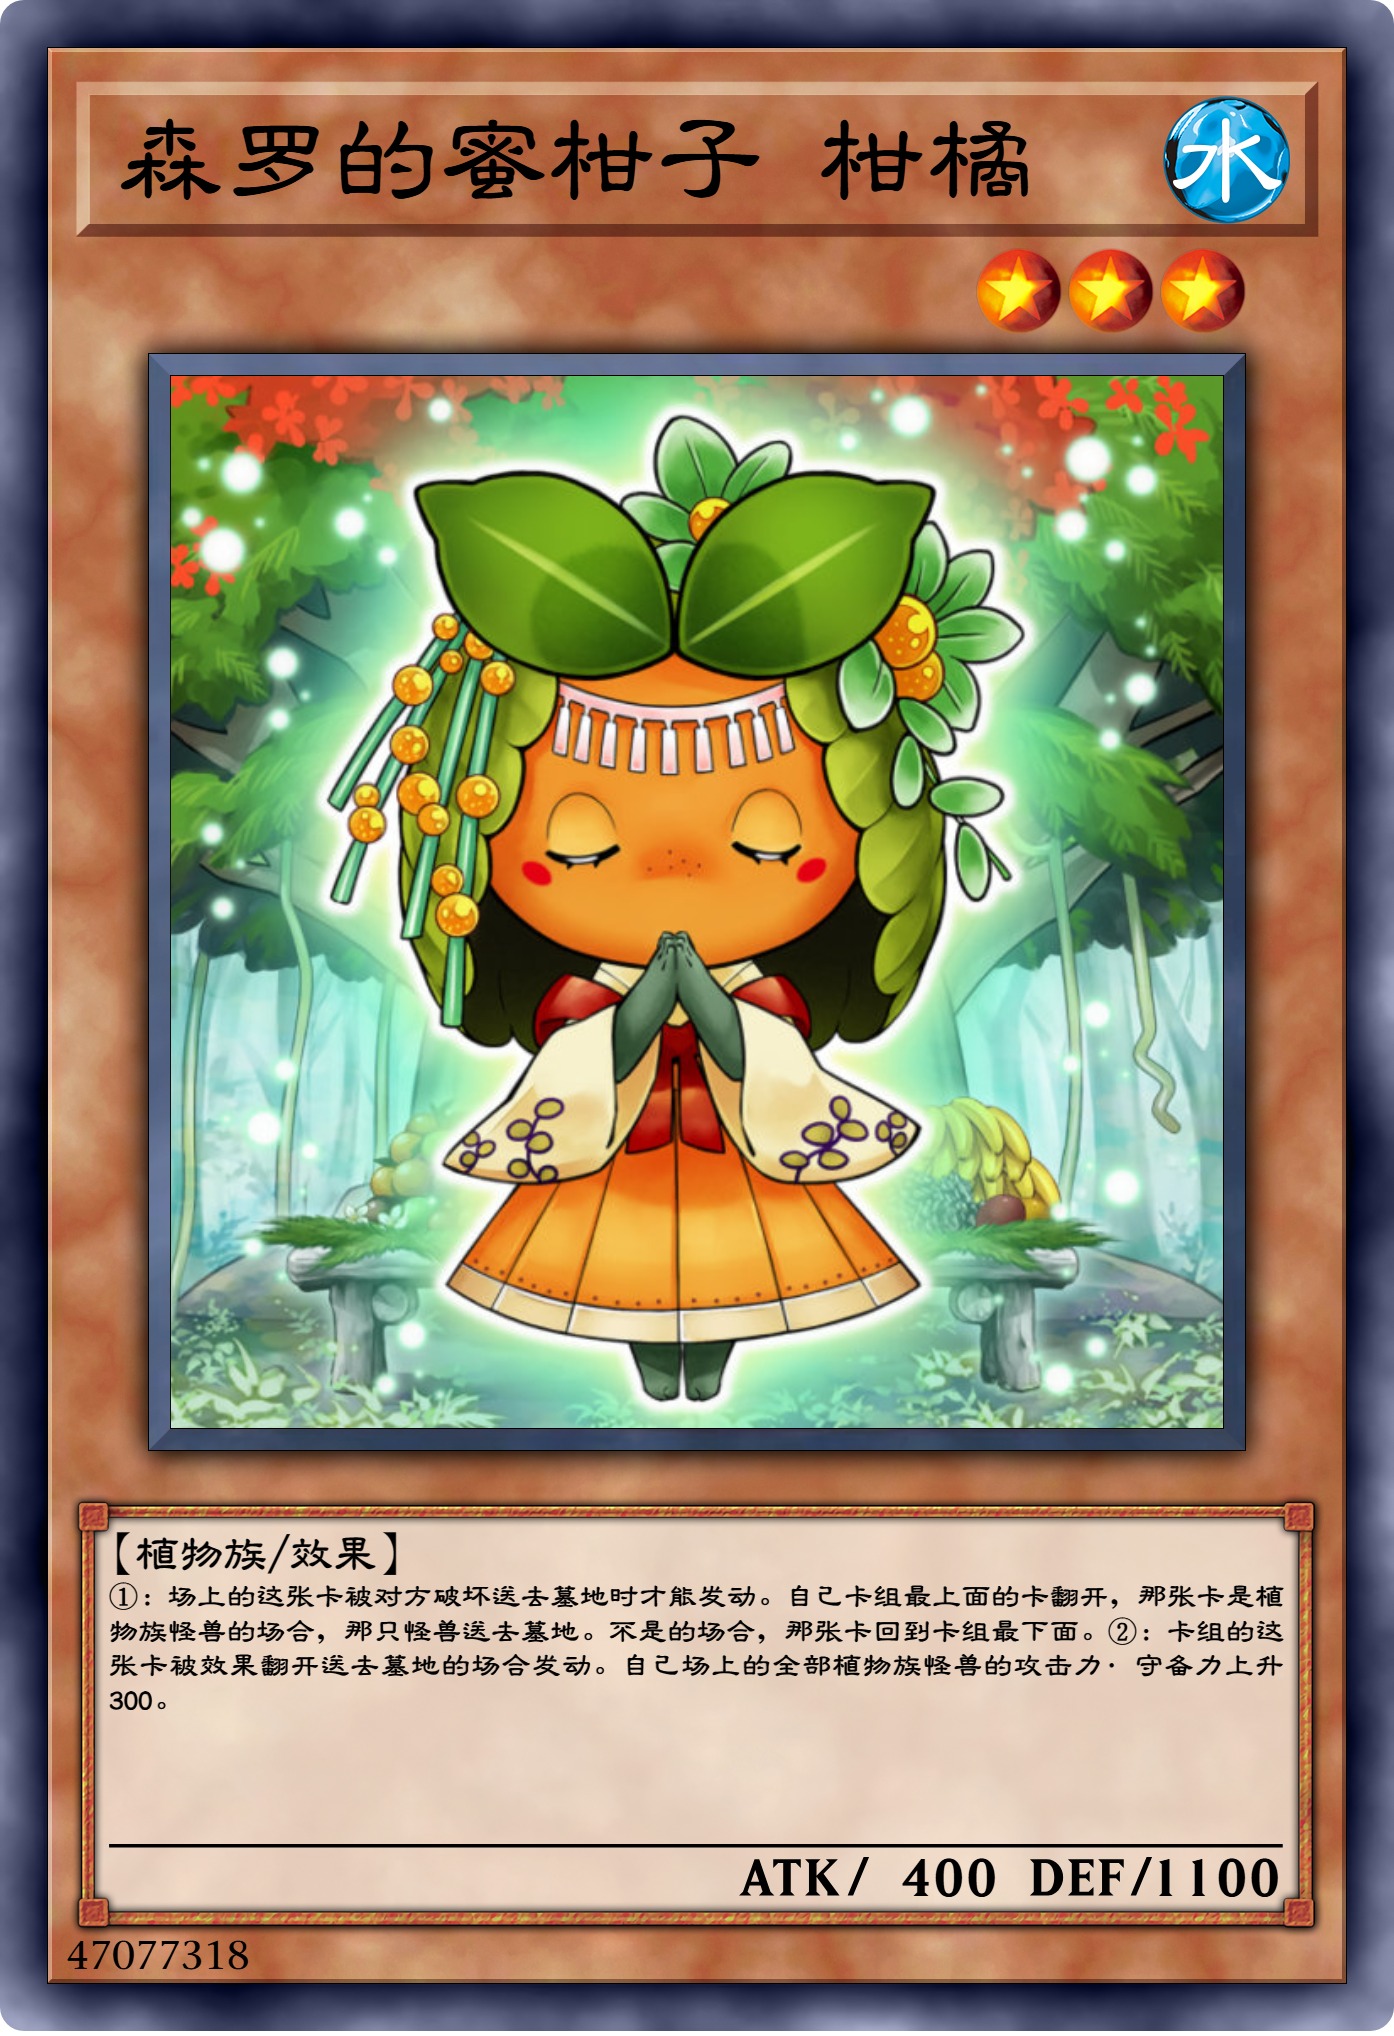 森罗的蜜柑子 柑橘
水
【植物族/效果】
①：场上的这张卡被对方破坏送去墓地时才能发动。自己卡组最上面的卡翻开，那张卡是植
物族怪兽的场合，那只怪兽送去墓地。不是的场合，那张卡回到卡组最下面。②：卡组的这
张卡被效果翻开送去墓地的场合发动。自己场上的全部植物族怪兽的攻击力·守备力上升
300。
ATK/ 400 DEF/1100
47077318